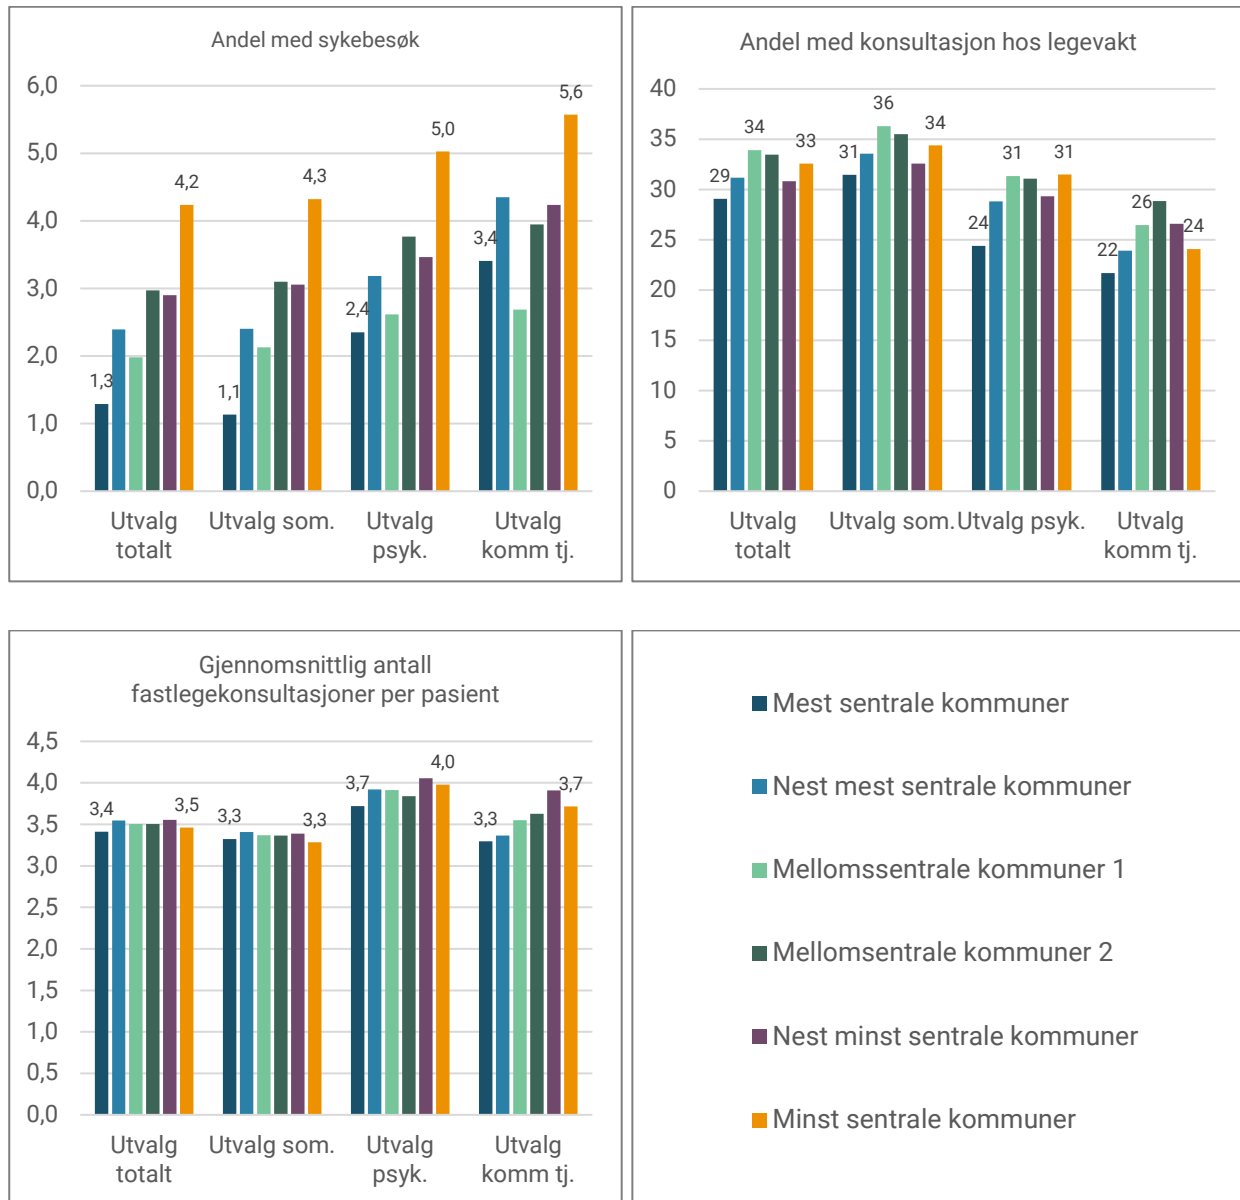 Andel med sykebesøk
6,0
5,0
4,0
3,0
2,0
1,0
0,0
1,3
4,2
1,1
4,3
2,4
5,0
3,4
5,6
Utvalg totalt
Utvalg som.
Utvalg psyk.
Utvalg komm tj.
Andel med konsultasjon hos legevakt
40
35
30
25
20
15
10
5
0
29
34
33
31
36
34
24
31
31
22
26
24
Utvalg totalt
Utvalg som.
Utvalg psyk.
Utvalg komm tj.
Gjennomsnittlig antall
fastlegekonsultasjoner per pasient
4,5
4,0
3,5
3,0
2,5
2,0
1,5
1,0
0,5
0,0
3,4
3,5
3,3
3,3
3,7
4,0
3,3
3,7
Utvalg totalt
Utvalg som.
Utvalg psyk.
Utvalg komm tj.
Mest sentrale kommuner
Nest mest sentrale kommuner
Mellomssentrale kommuner 1
Mellomsentrale kommuner 2
Nest minst sentrale kommuner
Minst sentrale kommuner